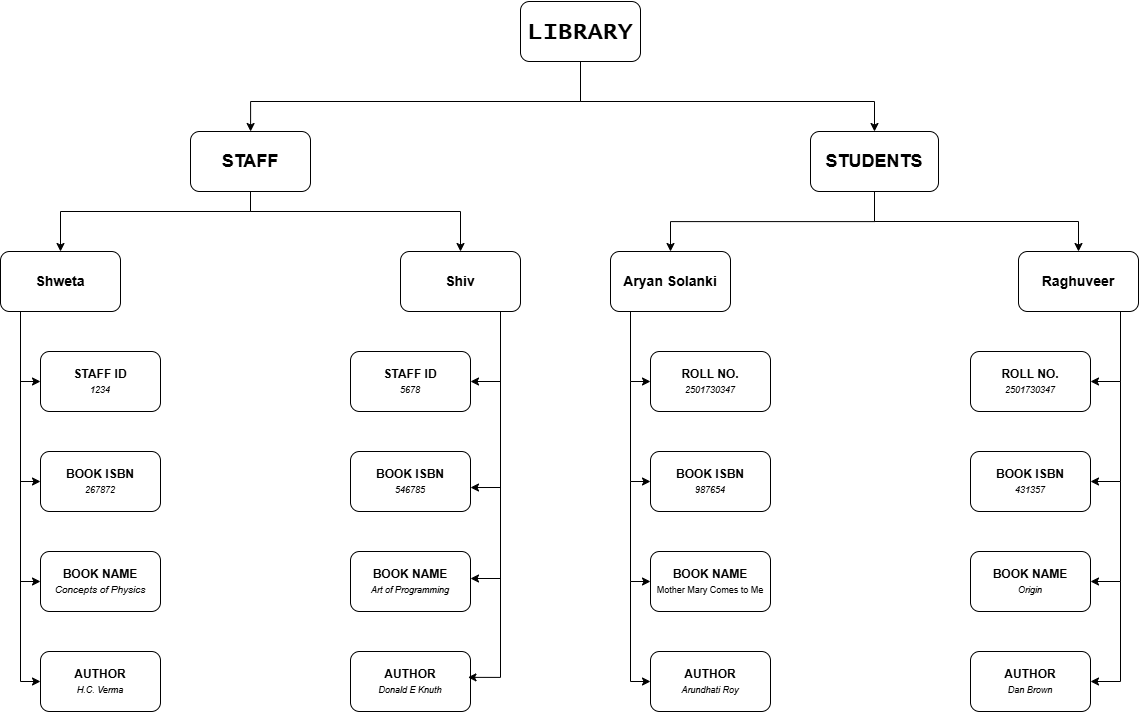 LIBRARY
STAFF
STUDENTS
Shweta
Shiv
Aryan Solanki
Raghuveer
STAFF ID
1234
STAFF ID
5678
ROLL NO.
2501730347
ROLL NO.
2501730347
BOOK ISBN
267872
BOOK ISBN
546785
BOOK ISBN
987654
BOOK ISBN
431357
BOOK NAME
Concepts of Physics
BOOK NAME
Art of Programming
BOOK NAME
Mother Mary Comes to Me
BOOK NAME
Origin
AUTHOR
H.C. Verma
AUTHOR
Donald E Knuth
AUTHOR
Arundhati Roy
AUTHOR
Dan Brown